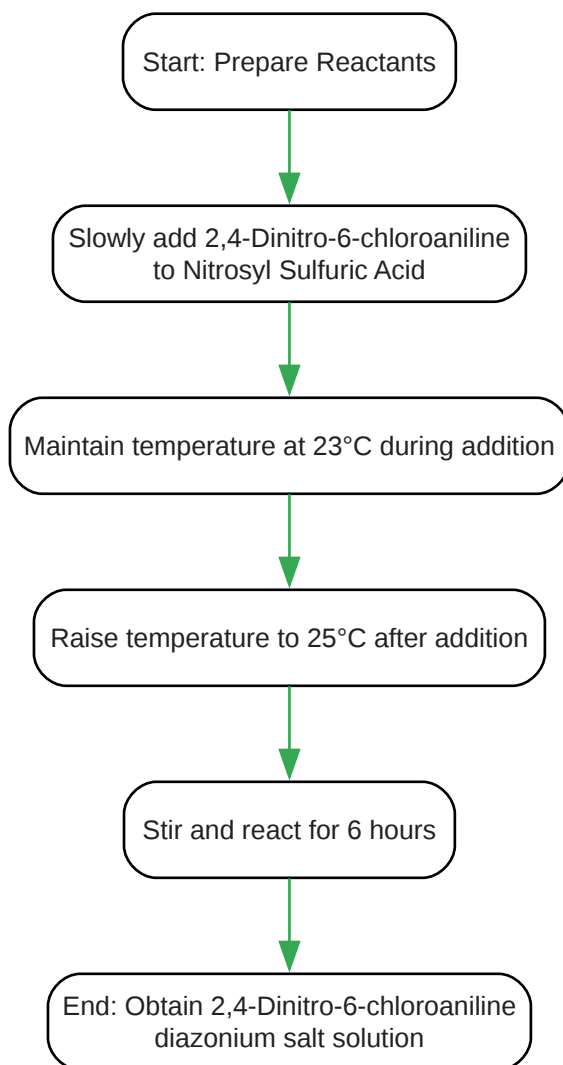 Start: Prepare Reactants
Slowly add 2,4-Dinitro-6-chloroaniline
to Nitrosyl Sulfuric Acid
Maintain temperature at 23°C during addition
Raise temperature to 25°C after addition
Stir and react for 6 hours
End: Obtain 2,4-Dinitro-6-chloroaniline
diazonium salt solution